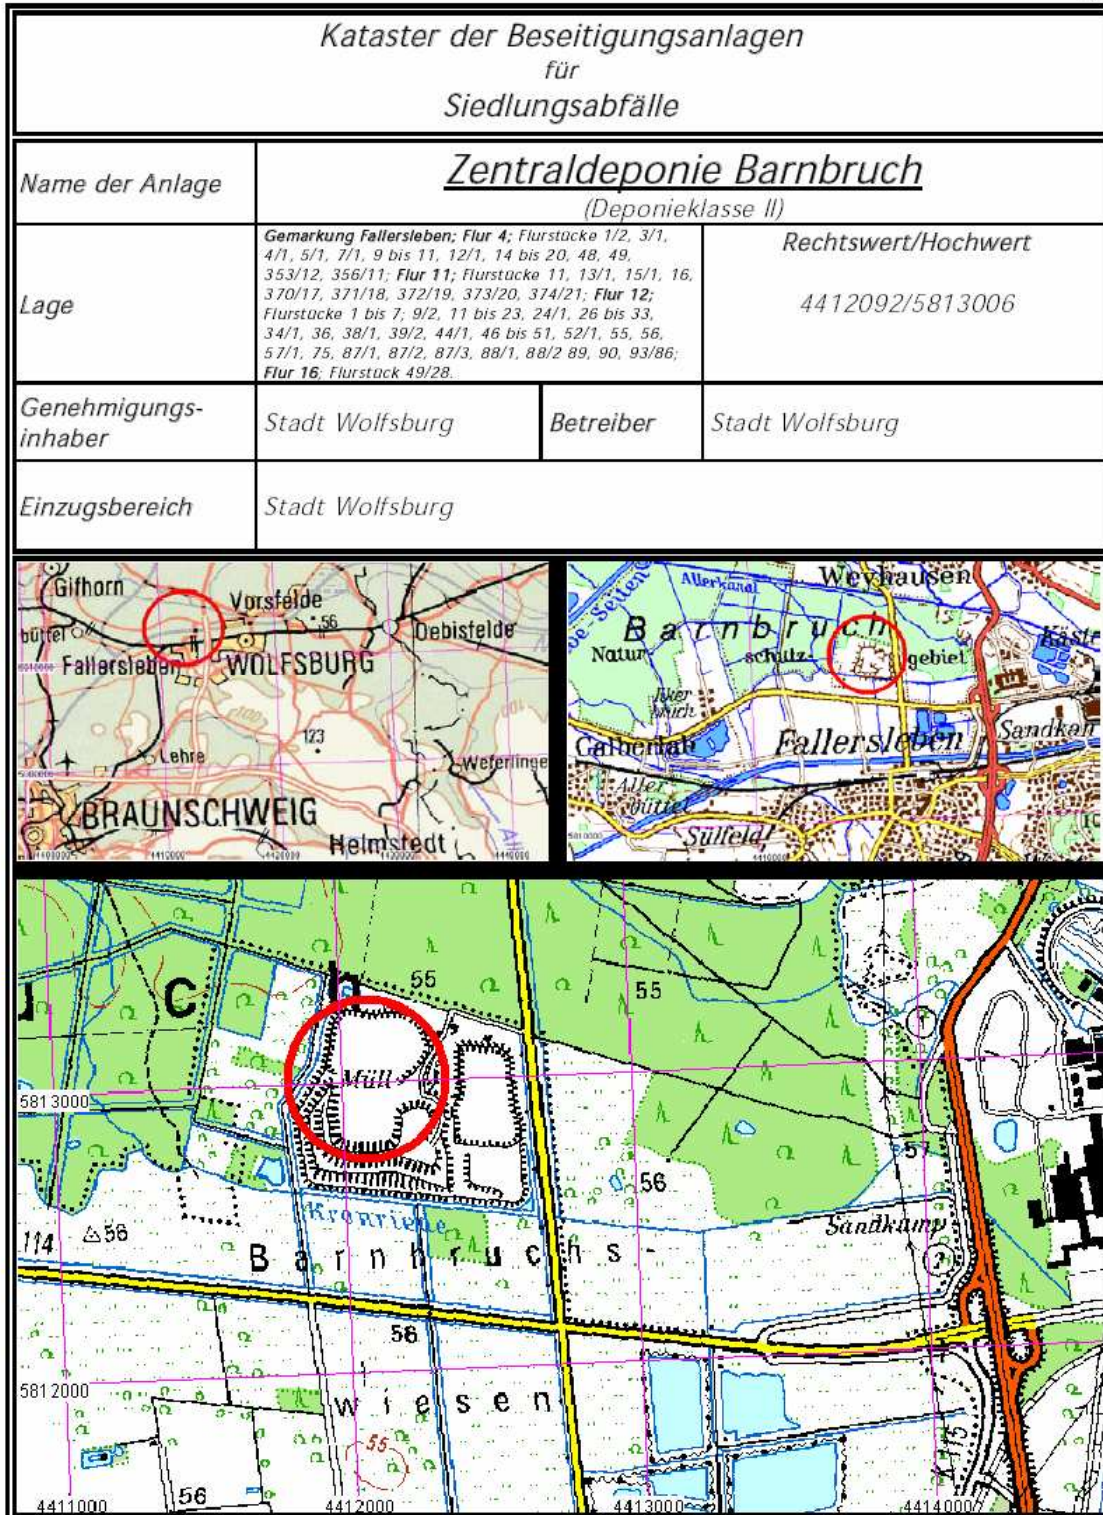 Kataster der Beseitigungsanlagen
für
Siedlungsabfälle
Name der Anlage
Zentraldeponie Barnbruch
(Deponieklasse II)
Lage
Gemarkung Fallersleben; Flur 4; Flurstücke 1/2, 3/1,
4/1, 5/1, 7/1, 9 bis 11, 12/1, 14 bis 20, 48, 49,
353/12, 356/11; Flur 11; Flurstücke 11, 13/1, 15/1, 16,
370/17, 371/18, 372/19, 373/20, 374/21; Flur 12;
Flurstücke 1 bis 7; 9/2, 11 bis 23, 24/1, 26 bis 33,
34/1, 36, 38/1, 39/2, 44/1, 46 bis 51, 52/1, 55, 56,
57/1, 75, 87/1, 87/2, 87/3, 88/1, 88/2 89, 90, 93/86;
Flur 16; Flurstück 49/28.
Rechtswert/Hochwert
4412092/5813006
Genehmigungs-
inhaber
Stadt Wolfsburg
Betreiber
Stadt Wolfsburg
Einzugsbereich
Stadt Wolfsburg
Gifhorn
Vorsfelde
56
büttel
Oebisfelde
Fallersleben
WOLFSBURG
123
Lehre
Weferlinge
BRAUNSCHWEIG
Helmstedt
4410000
4420000
Weyhausen
Allerkanal
Barnbruch
Natur
schutz
gebiet
Fallersleben
Sandkam
Sülfeld
c
h
55
55
Müll
5813000
57
56
Kronriede
Sandkamp
114
56
Barnbruchs-
56
5812000
wiesen
55
56
K 115
4411000
4412000
4413000
4414000